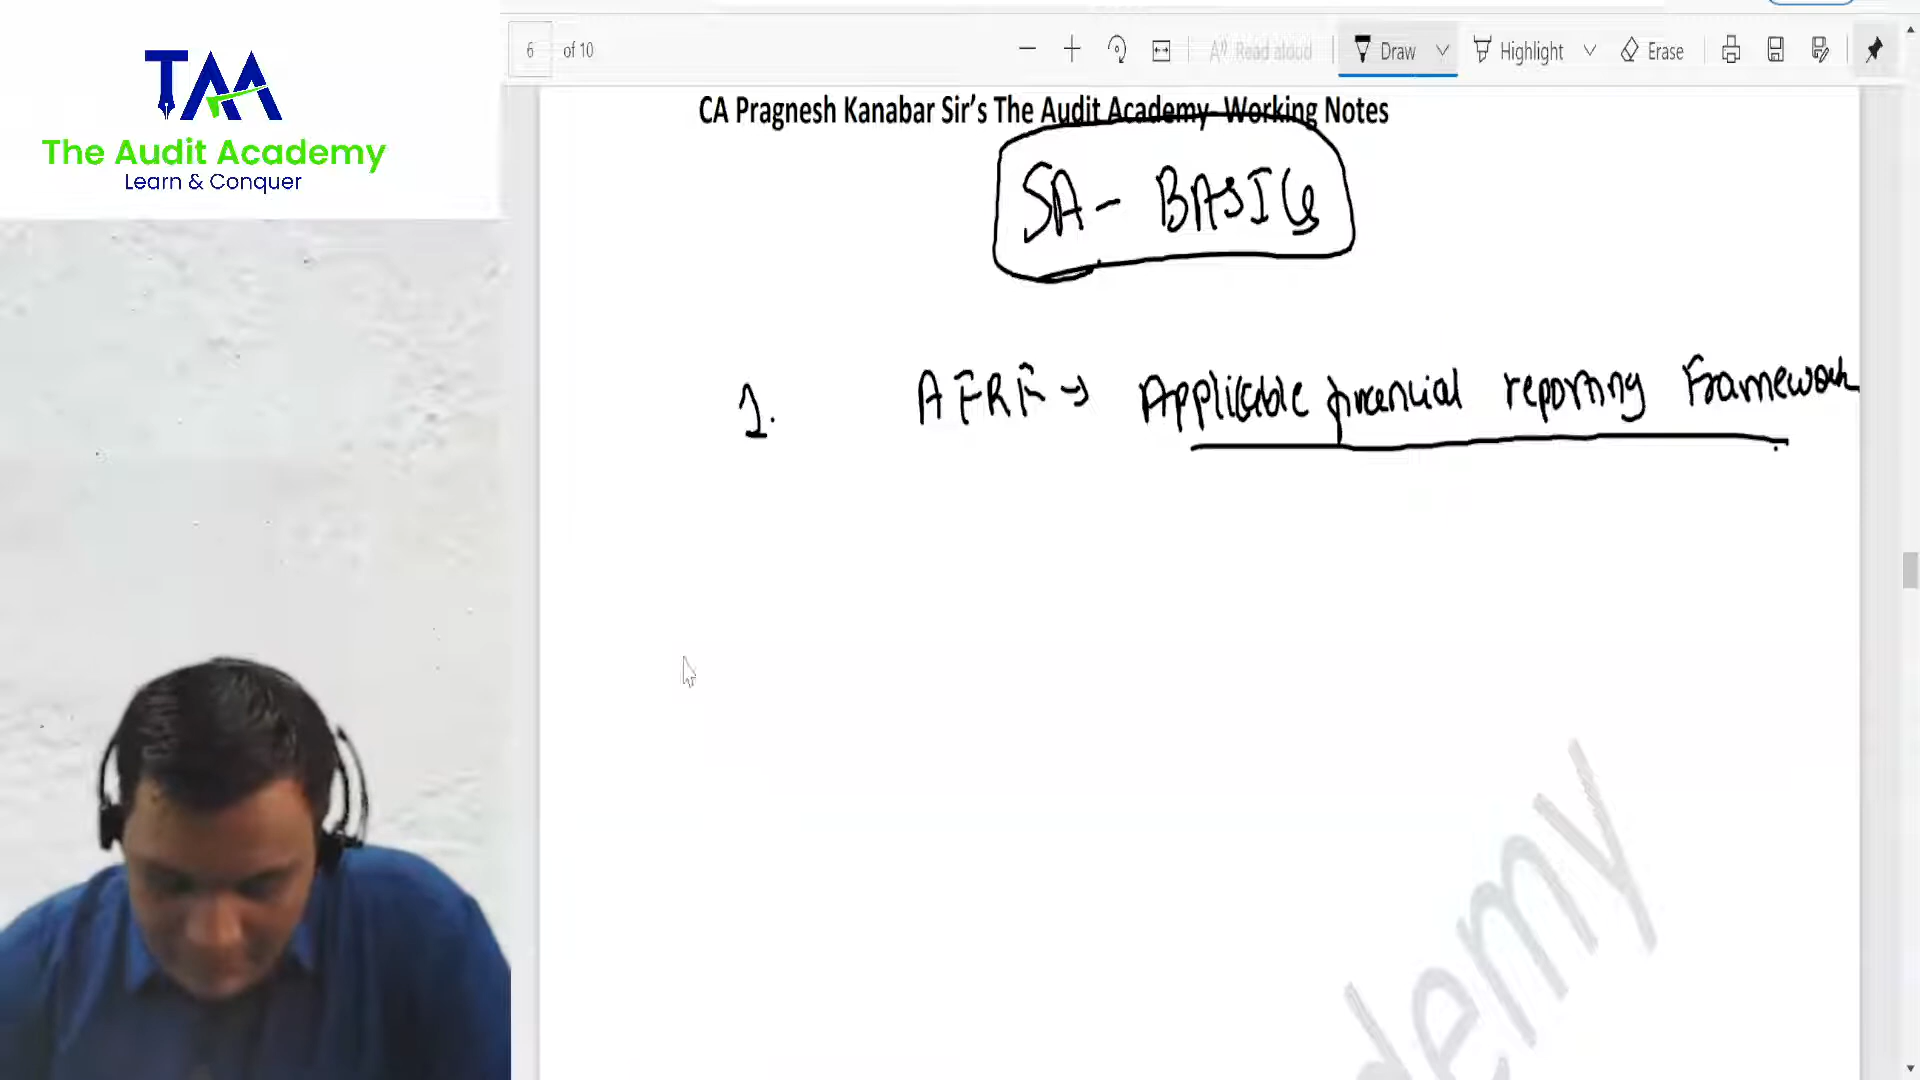 TAA
The Audit Academy
Learn & Conquer
6 of 10
Read aloud Draw Highlight Erase
CA Pragnesh Kanabar Sir's The Audit Academy Working Notes
SA - BASICS
1. AFRF → Applicable financial reporting Framework
demy